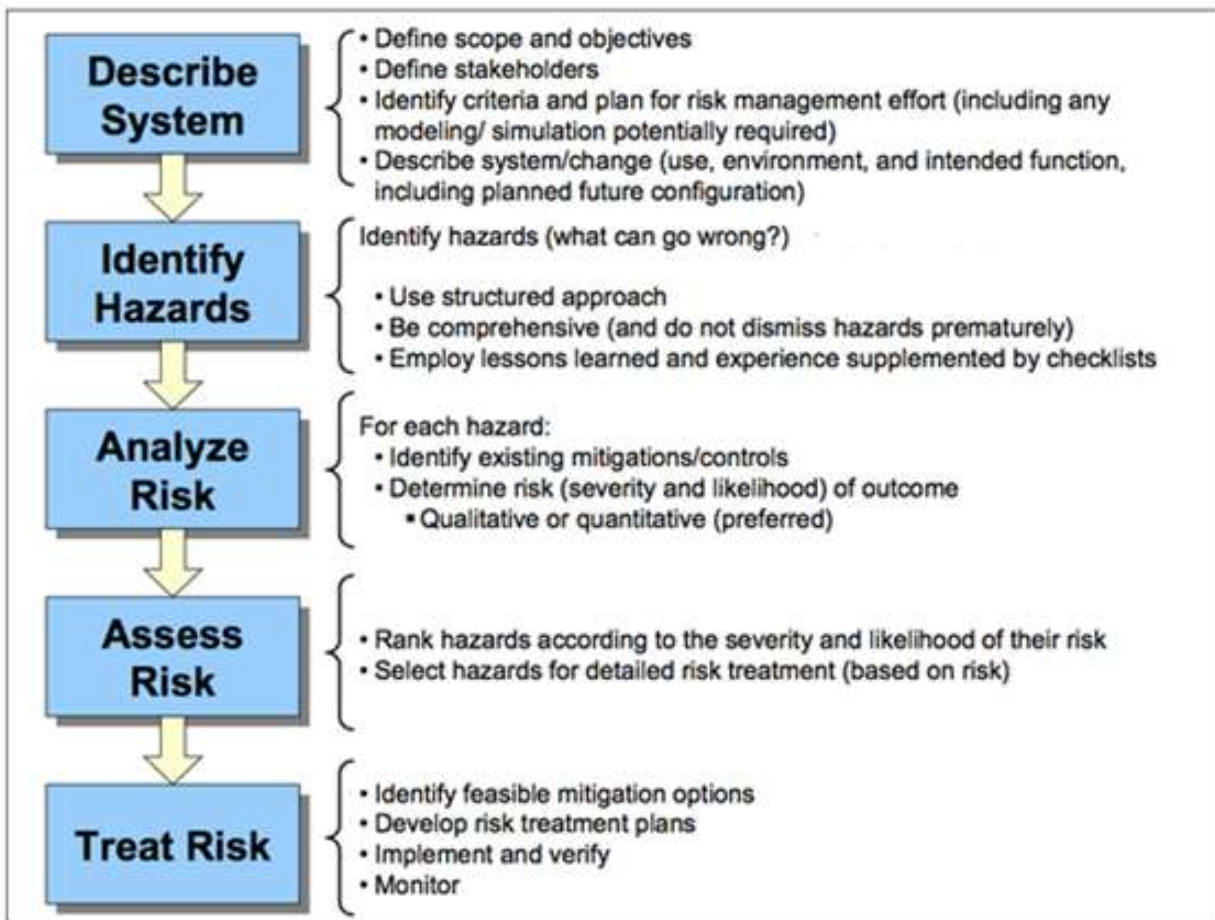 Describe
System
• Define scope and objectives
• Define stakeholders
• Identify criteria and plan for risk management effort (including any
modeling/ simulation potentially required)
• Describe system/change (use, environment, and intended function,
including planned future configuration)
Identify
Hazards
Identify hazards (what can go wrong?)
• Use structured approach
• Be comprehensive (and do not dismiss hazards prematurely)
• Employ lessons learned and experience supplemented by checklists
Analyze
Risk
For each hazard:
• Identify existing mitigations/controls
• Determine risk (severity and likelihood) of outcome
▪ Qualitative or quantitative (preferred)
Assess
Risk
• Rank hazards according to the severity and likelihood of their risk
• Select hazards for detailed risk treatment (based on risk)
Treat Risk
• Identify feasible mitigation options
• Develop risk treatment plans
• Implement and verify
• Monitor